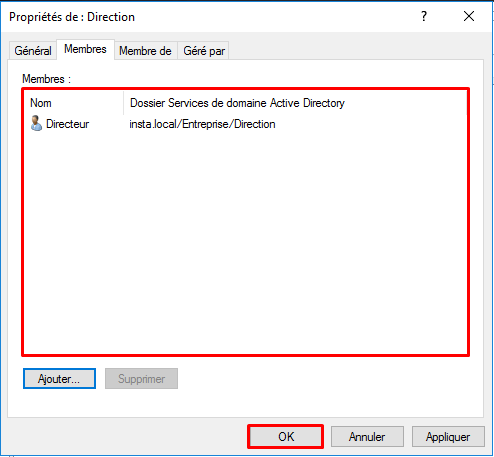 Propriétés de : Direction ?
Général Membres Membre de Géré par
Membres :
Nom Dossier Services de domaine Active Directory
Directeur insta.local/Entreprise/Direction
Ajouter... Supprimer
OK Annuler Appliquer